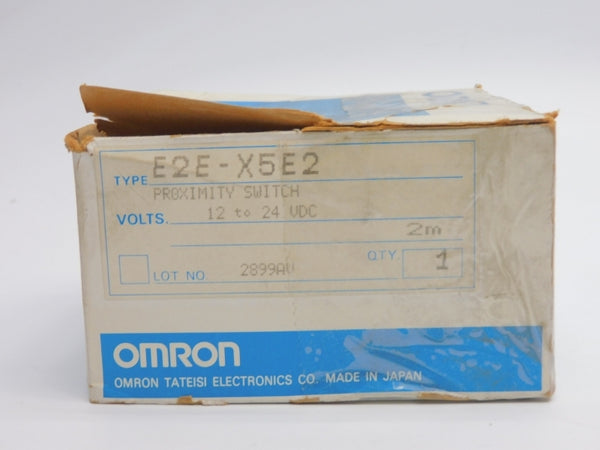 TYPE E2E-X5E2
PROXIMITY SWITCH
VOLTS. 12 to 24 VDC
2m
LOT NO. 2899AU QTY 1
OMRON
OMRON TATEISI ELECTRONICS CO. MADE IN JAPAN